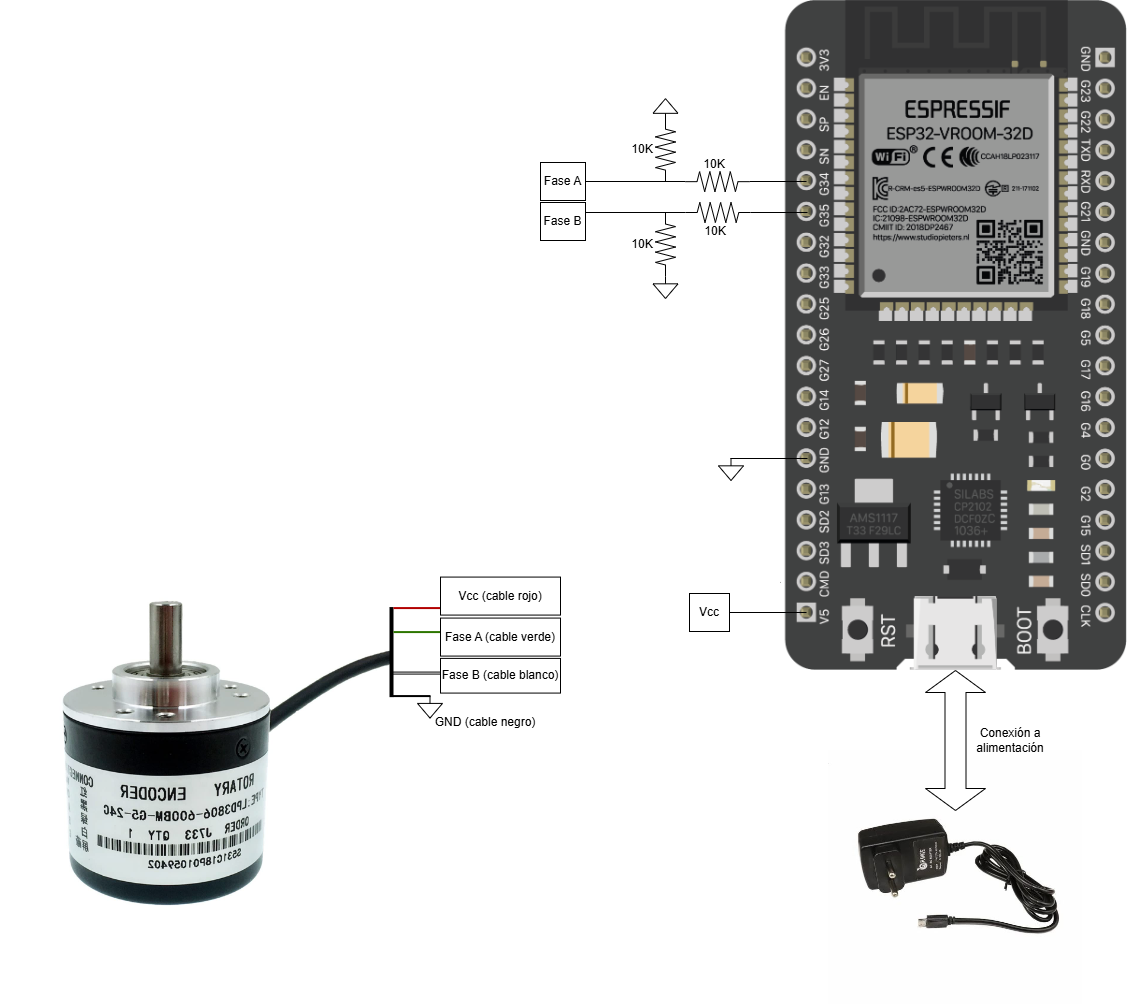 3V3
EN
SP
SN
G34
G35
G32
G33
G25
G26
G27
G14
G12
GND
G13
SD2
SD3
CMD
V5
GND
G23
G22
TXD
RXD
G21
GND
G19
G18
G5
G17
G16
G4
G0
G2
G15
SD1
SD0
CLK
ESPRESSIF
ESP32-VROOM-32D
WiFi®
CCAH18LP023117
R-CRM-es5-ESPWROOM32D
211-171102
FCC ID:2AC72-ESPWROOM32D
IC:21098-ESPWROOM32D
CMIIT ID: 2018DP2467
https://www.studiopieters.nl
10K
10K
Fase A
Fase B
10K
10K
AMS1117
T33 F29LC
SILABS
CP2102
DCF0ZC
1036+
Vcc
RST
BOOT
Vcc (cable rojo)
Fase A (cable verde)
Fase B (cable blanco)
GND (cable negro)
Conexión a
alimentación
ROTARY ENCODER
TYPE:LPD3806-600BM-G5-24C
ORDER J733 QTY 1
S531C18P01059402